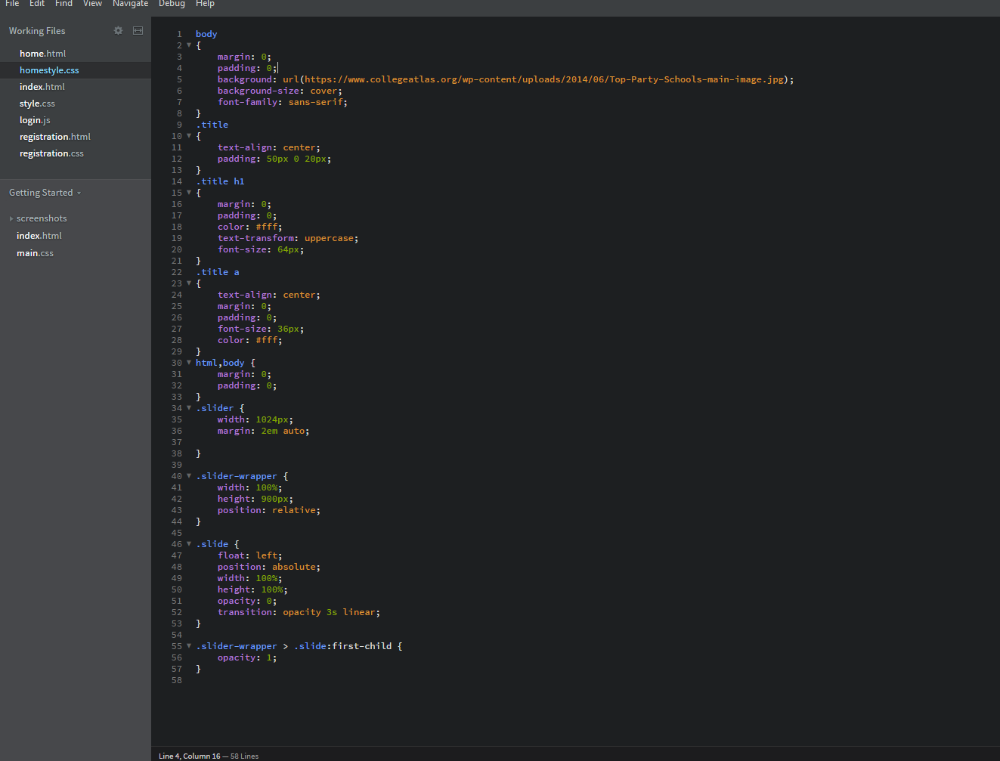 File Edit Find View Navigate Debug Help
Working Files
home.html
homestyle.css
index.html
style.css
login.js
registration.html
registration.css
Getting Started
screenshots
index.html
main.css
1 body
2 {
3 margin: 0;
4 padding: 0;
5 background: url(https://www.collegeatlas.org/wp-content/uploads/2014/06/Top-Party-Schools-main-image.jpg);
6 background-size: cover;
7 font-family: sans-serif;
8 }
9 .title
10 {
11 text-align: center;
12 padding: 50px 0 20px;
13 }
14 .title h1
15 {
16 margin: 0;
17 padding: 0;
18 color: #fff;
19 text-transform: uppercase;
20 font-size: 64px;
21 }
22 .title a
23 {
24 text-align: center;
25 margin: 0;
26 padding: 0;
27 font-size: 36px;
28 color: #fff;
29 }
30 html,body {
31 margin: 0;
32 padding: 0;
33 }
34 .slider {
35 width: 1024px;
36 margin: 2em auto;
37
38 }
39
40 .slider-wrapper {
41 width: 100%;
42 height: 900px;
43 position: relative;
44 }
45
46 .slide {
47 float: left;
48 position: absolute;
49 width: 100%;
50 height: 100%;
51 opacity: 0;
52 transition: opacity 3s linear;
53 }
54
55 .slider-wrapper > .slide:first-child {
56 opacity: 1;
57 }
58
Line 4, Column 16 — 58 Lines